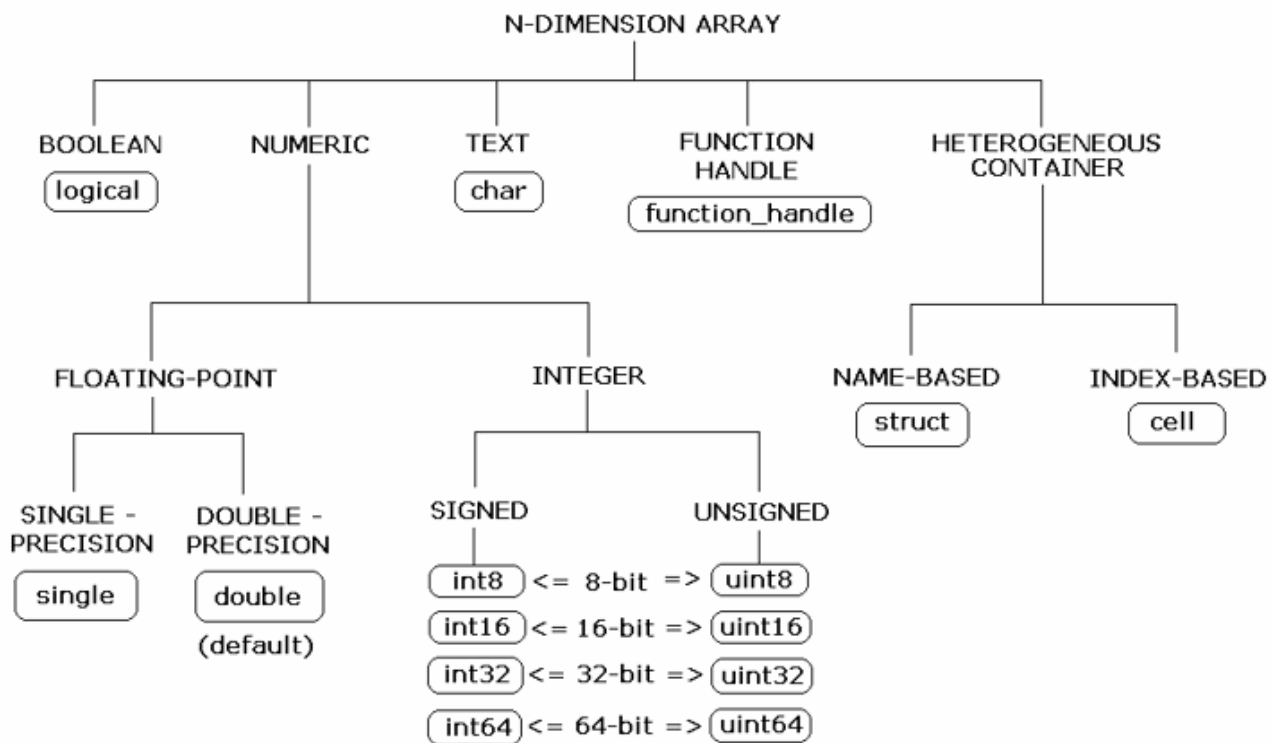 N-DIMENSION ARRAY
BOOLEAN
logical
NUMERIC
TEXT
char
FUNCTION
HANDLE
function_handle
HETEROGENEOUS
CONTAINER
FLOATING-POINT
INTEGER
NAME-BASED
struct
INDEX-BASED
cell
SINGLE -
PRECISION
single
DOUBLE -
PRECISION
double
(default)
SIGNED
UNSIGNED
int8 <= 8-bit => uint8
int16 <= 16-bit => uint16
int32 <= 32-bit => uint32
int64 <= 64-bit => uint64